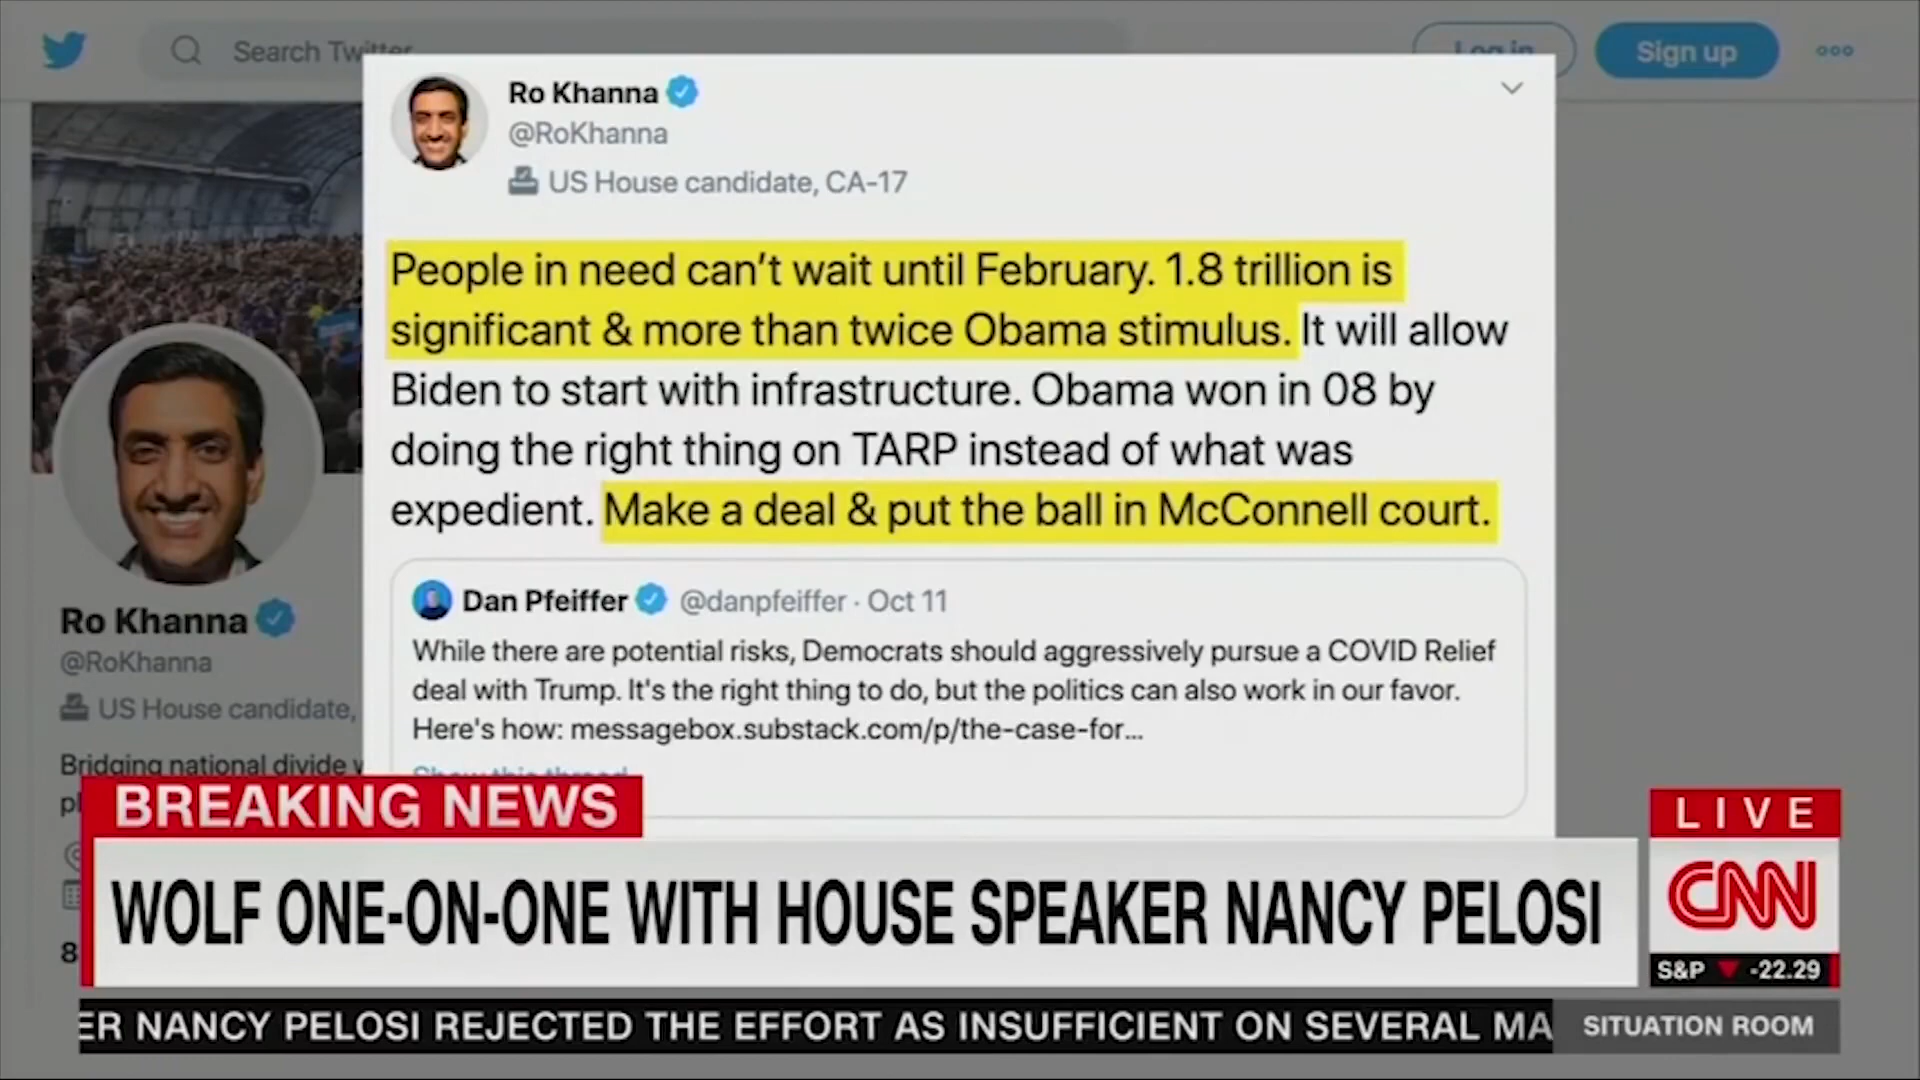 Search Twitter
Log in
Sign up
Ro Khanna
@RoKhanna
US House candidate, CA-17
People in need can't wait until February. 1.8 trillion is
significant & more than twice Obama stimulus. It will allow
Biden to start with infrastructure. Obama won in 08 by
doing the right thing on TARP instead of what was
expedient. Make a deal & put the ball in McConnell court.
Dan Pfeiffer @danpfeiffer · Oct 11
While there are potential risks, Democrats should aggressively pursue a COVID Relief
deal with Trump. It's the right thing to do, but the politics can also work in our favor.
Here's how: messagebox.substack.com/p/the-case-for...
Show this thread
Ro Khanna
@RoKhanna
US House candidate,
Bridging national divide
8
BREAKING NEWS
WOLF ONE-ON-ONE WITH HOUSE SPEAKER NANCY PELOSI
LIVE
CNN
S&P -22.29
ER NANCY PELOSI REJECTED THE EFFORT AS INSUFFICIENT ON SEVERAL MA
SITUATION ROOM